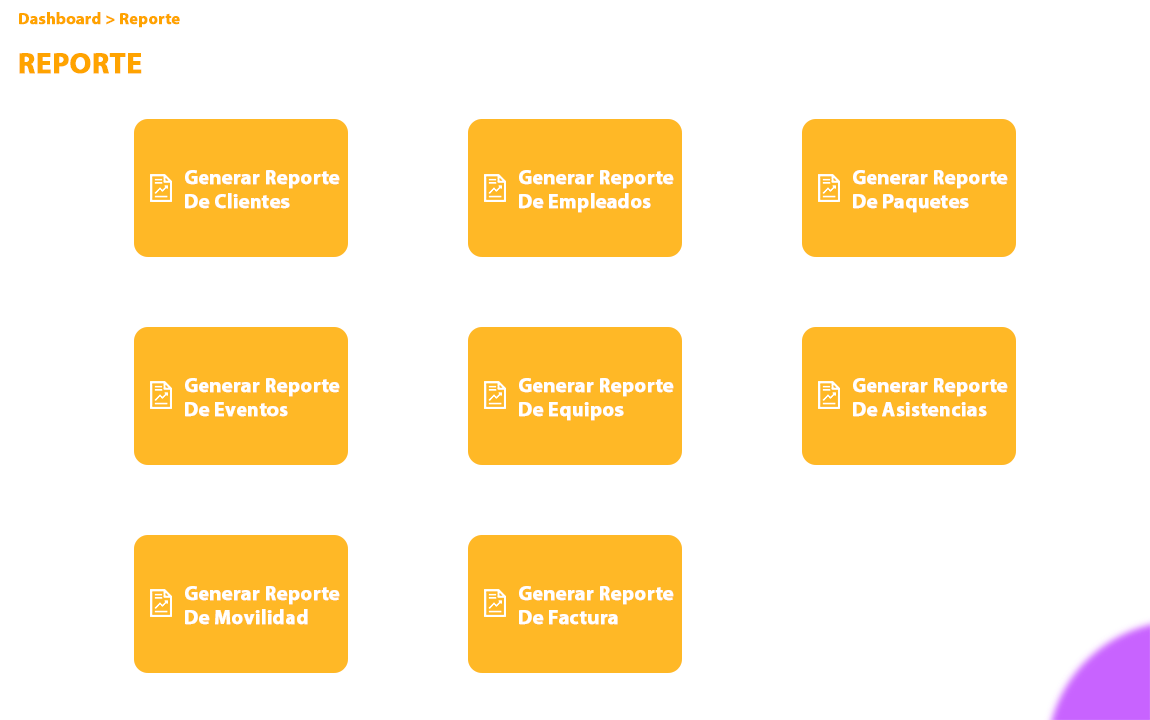 Dashboard > Reporte
REPORTE
Generar Reporte
De Clientes
Generar Reporte
De Empleados
Generar Reporte
De Paquetes
Generar Reporte
De Eventos
Generar Reporte
De Equipos
Generar Reporte
De Asistencias
Generar Reporte
De Movilidad
Generar Reporte
De Factura